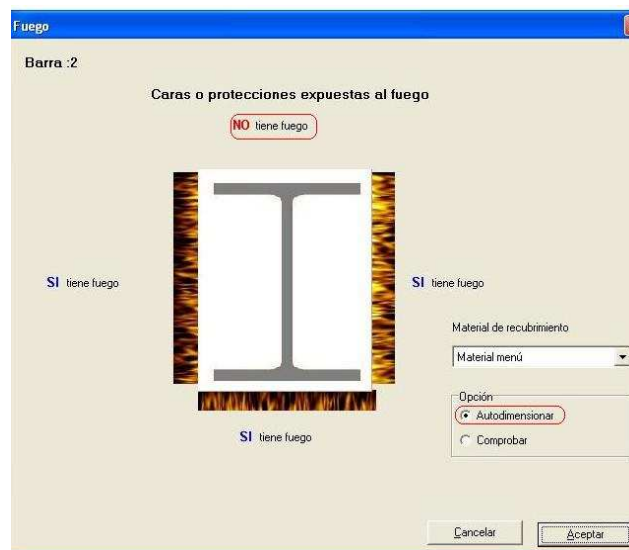 Fuego
Barra :2
Caras o protecciones expuestas al fuego
NO tiene fuego
SI tiene fuego
SI tiene fuego
Material de recubrimiento
Material menú
Opción
Autodimensionar
Comprobar
SI tiene fuego
Cancelar
Aceptar